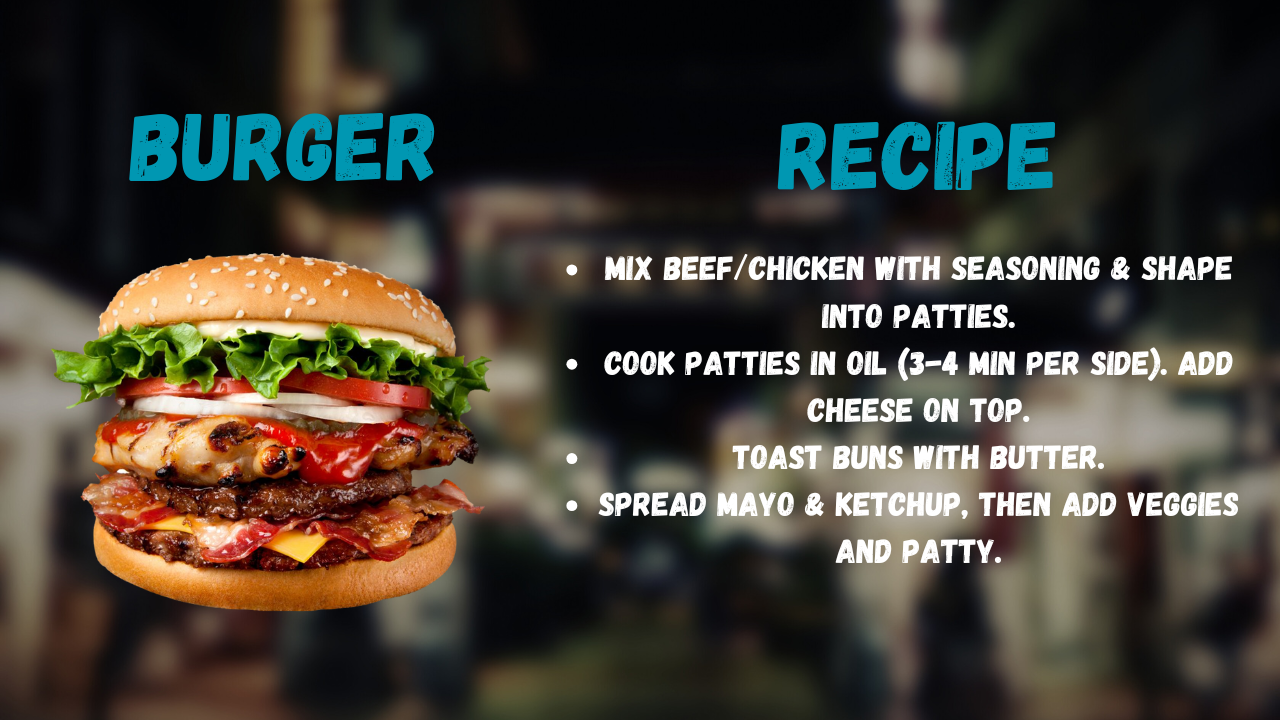 BURGER
RECIPE
• MIX BEEF/CHICKEN WITH SEASONING & SHAPE
INTO PATTIES.
• COOK PATTIES IN OIL (3–4 MIN PER SIDE). ADD
CHEESE ON TOP.
• TOAST BUNS WITH BUTTER.
• SPREAD MAYO & KETCHUP, THEN ADD VEGGIES
AND PATTY.